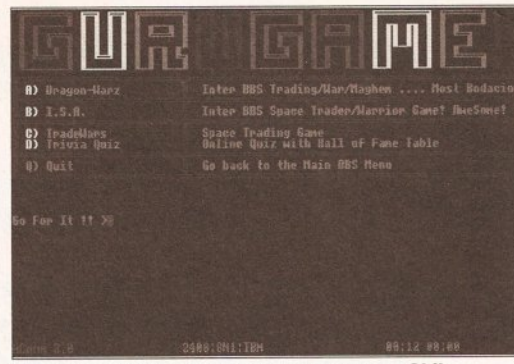 GUR GAME
A) Dragon-Warz Inter BBS Trading/War/Mayhem .... Most Bodacio
B) I.S.A. Inter BBS Space Trader/Warrior Game! AweSome!
C) TradeWars Space Trading Game
D) Trivia Quiz Online Quiz with Hall of Fame Table
Q) Quit Go back to the Main BBS Menu
Go For It !!
2400:8N1:TBM 00:12 00:00